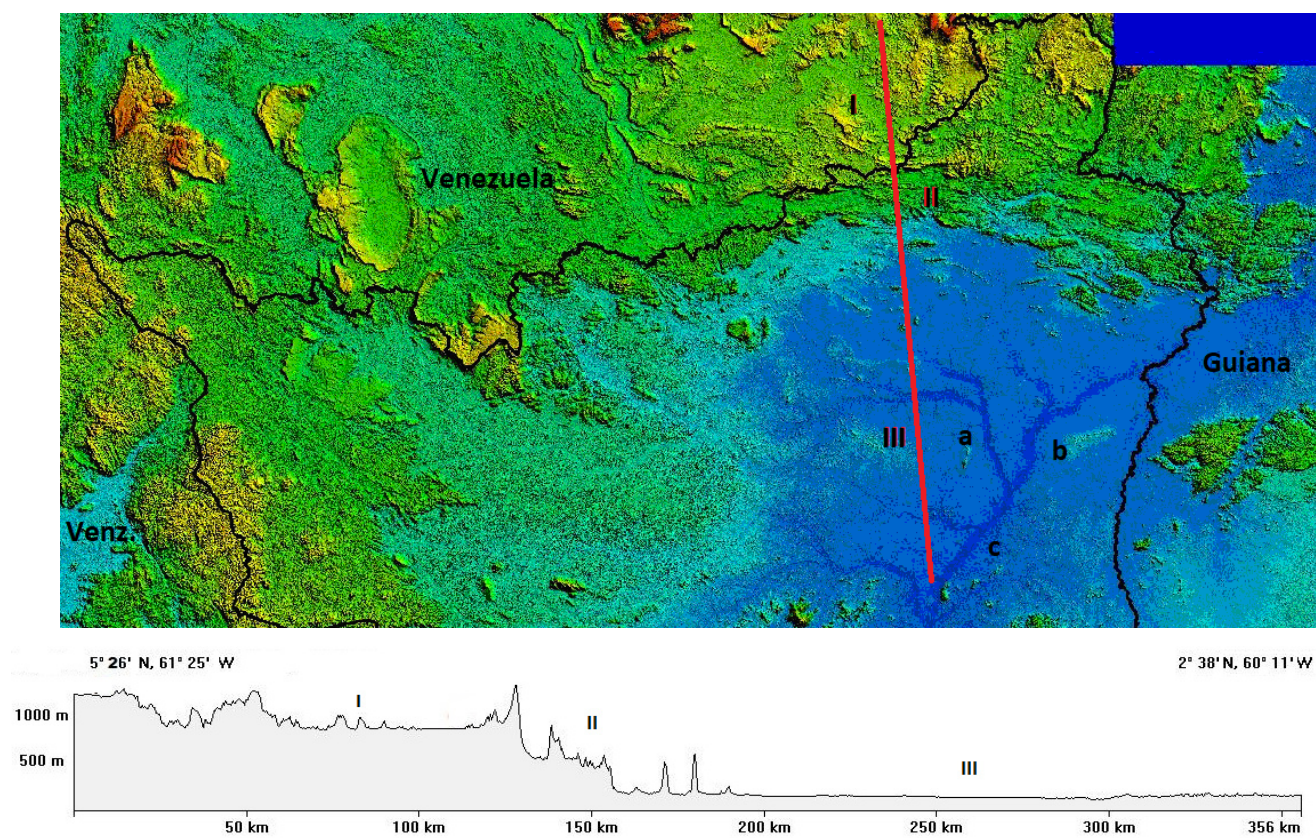 I
Venezuela
II
Guiana
III
a
b
Venz.
c
5° 26' N, 61° 25' W
2° 38'N, 60° 11'W
1000 m
I
II
500 m
III
50 km
100 km
150 km
200 km
250 km
300 km
356 km